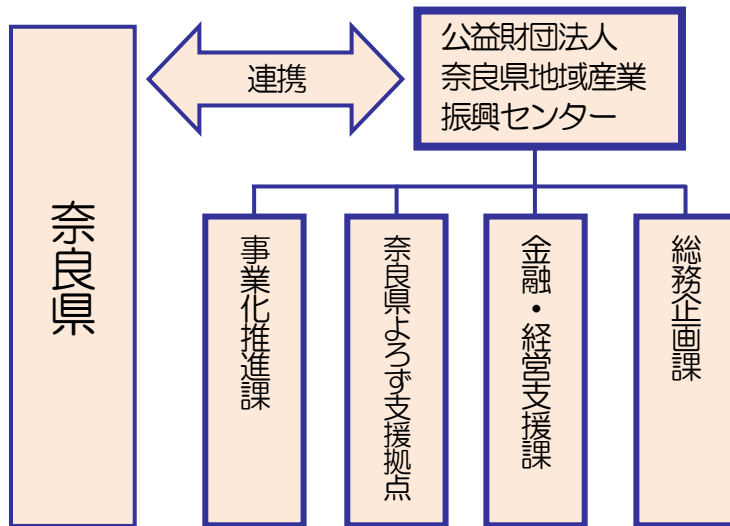 奈良県
連携
公益財団法人
奈良県地域産業
振興センター
事業化推進課
奈良県よろず支援拠点
金融・経営支援課
総務企画課